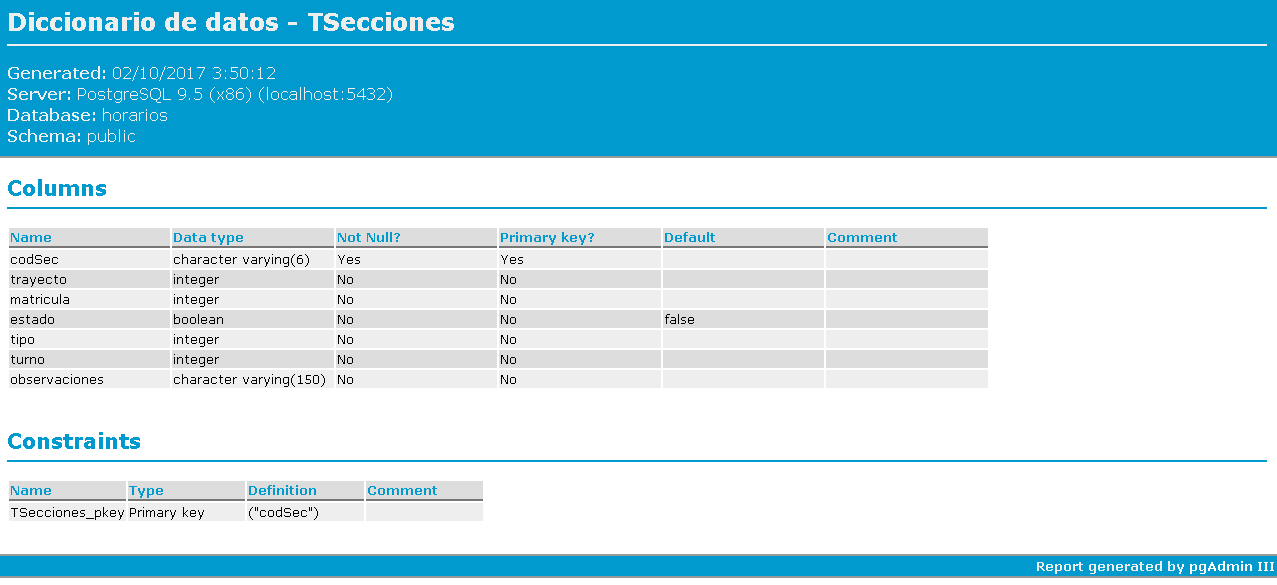 Diccionario de datos - TSecciones
Generated: 02/10/2017 3:50:12
Server: PostgreSQL 9.5 (x86) (localhost:5432)
Database: horarios
Schema: public
Columns
Name Data type Not Null? Primary key? Default Comment
codSec character varying(6) Yes Yes
trayecto integer No No
matricula integer No No
estado boolean No No false
tipo integer No No
turno integer No No
observaciones character varying(150) No No
Constraints
Name Type Definition Comment
TSecciones_pkey Primary key ("codSec")
Report generated by pgAdmin III